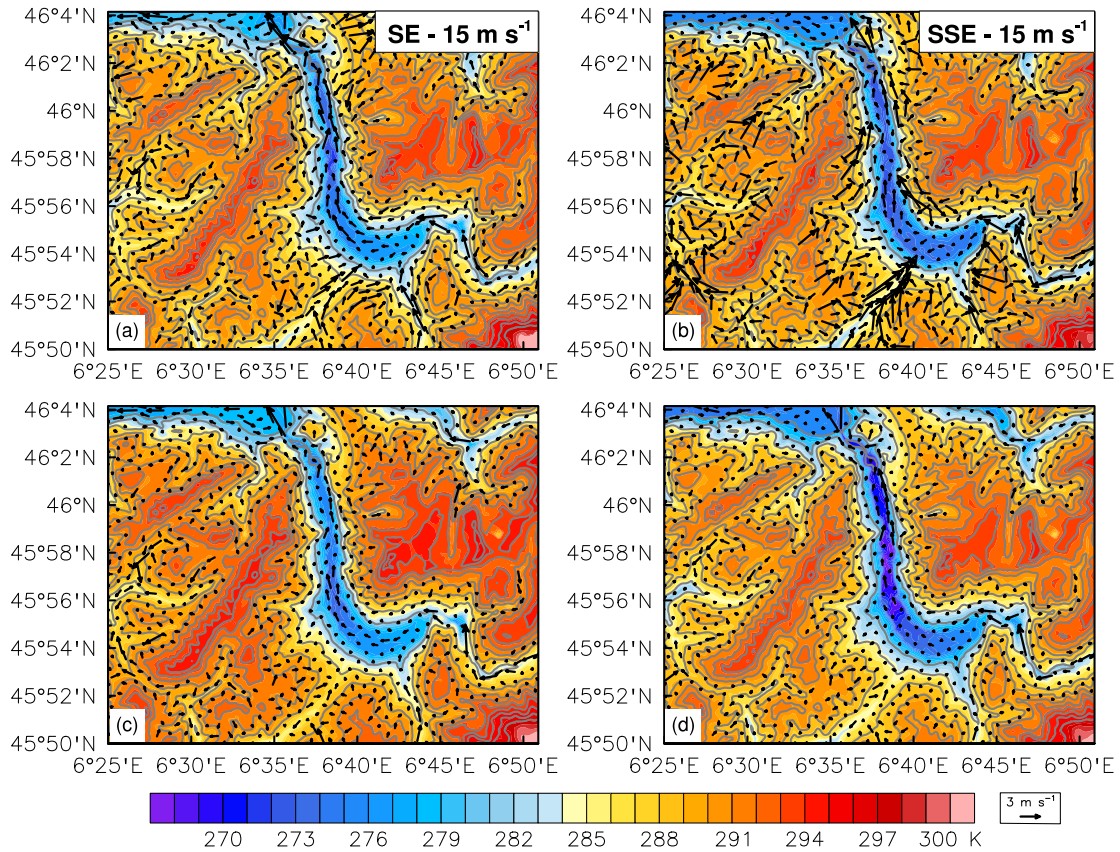 SE - 15 m s⁻¹
SSE - 15 m s⁻¹
46°4'N
46°2'N
46°N
45°58'N
45°56'N
45°54'N
45°52'N
45°50'N
(a)
6°25'E 6°30'E 6°35'E 6°40'E 6°45'E 6°50'E
46°4'N
46°2'N
46°N
45°58'N
45°56'N
45°54'N
45°52'N
45°50'N
(b)
6°25'E 6°30'E 6°35'E 6°40'E 6°45'E 6°50'E
46°4'N
46°2'N
46°N
45°58'N
45°56'N
45°54'N
45°52'N
45°50'N
(c)
6°25'E 6°30'E 6°35'E 6°40'E 6°45'E 6°50'E
46°4'N
46°2'N
46°N
45°58'N
45°56'N
45°54'N
45°52'N
45°50'N
(d)
6°25'E 6°30'E 6°35'E 6°40'E 6°45'E 6°50'E
270 273 276 279 282 285 288 291 294 297 300 K
3 m s⁻¹